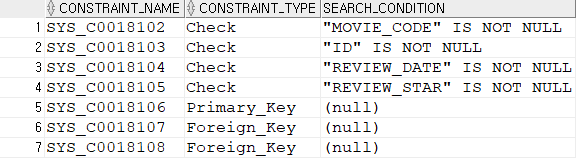 CONSTRAINT_NAME CONSTRAINT_TYPE SEARCH_CONDITION
1 SYS_C0018102 Check "MOVIE_CODE" IS NOT NULL
2 SYS_C0018103 Check "ID" IS NOT NULL
3 SYS_C0018104 Check "REVIEW_DATE" IS NOT NULL
4 SYS_C0018105 Check "REVIEW_STAR" IS NOT NULL
5 SYS_C0018106 Primary_Key (null)
6 SYS_C0018107 Foreign_Key (null)
7 SYS_C0018108 Foreign_Key (null)